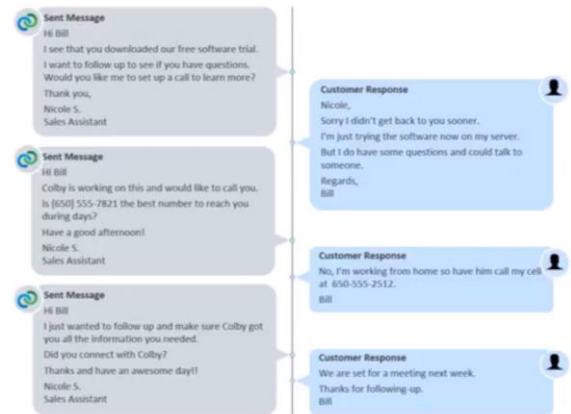 Sent Message
Hi Bill
I see that you downloaded our free software trial.
I want to follow up to see if you have questions.
Would you like me to set up a call to learn more?
Thank you,
Nicole S.
Sales Assistant
Customer Response
Nicole,
Sorry I didn't get back to you sooner.
I'm just trying the software now on my server.
But I do have some questions and could talk to
someone.
Regards,
Bill
Sent Message
Hi Bill
Colby is working on this and would like to call you.
Is (650) 555-7821 the best number to reach you
during days?
Have a good afternoon!
Nicole S.
Sales Assistant
Customer Response
No, I'm working from home so have him call my cell
at 650-555-2512.
Bill
Sent Message
Hi Bill
I just wanted to follow up and make sure Colby got
you all the information you needed.
Did you connect with Colby?
Thanks and have an awesome day!!
Nicole S.
Sales Assistant
Customer Response
We are set for a meeting next week.
Thanks for following-up.
Bill